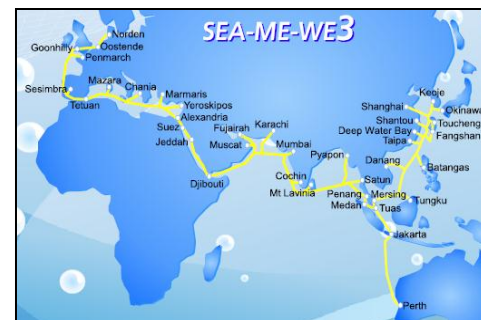 SEA-ME-WE3
Norden
Goonhilly
Oostende
Penmarch
Sesimbra
Mazara
Chania
Tetuan
Marmaris
Yeroskipos
Alexandria
Suez
Jeddah
Fujairah
Karachi
Muscat
Mumbai
Pyapon
Djibouti
Cochin
Mt Lavinia
Keoje
Shanghai
Okinawa
Shantou
Toucheng
Deep Water Bay
Fangshan
Taipa
Danang
Batangas
Satun
Penang
Mersing
Medan
Tuas
Tungku
Jakarta
Perth